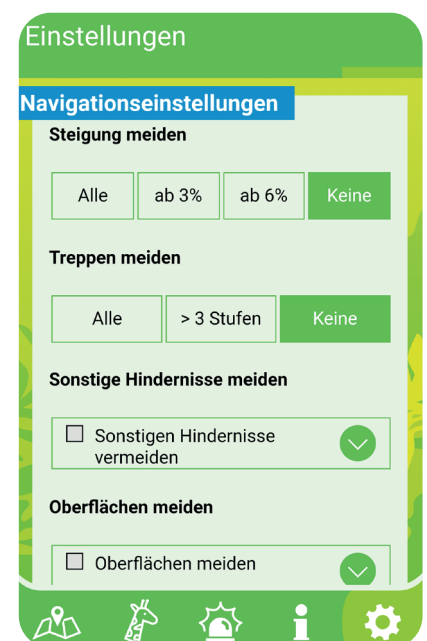 Einstellungen
Navigationseinstellungen
Steigung meiden
Alle ab 3% ab 6% Keine
Treppen meiden
Alle > 3 Stufen Keine
Sonstige Hindernisse meiden
Sonstigen Hindernisse
vermeiden
Oberflächen meiden
Oberflächen meiden